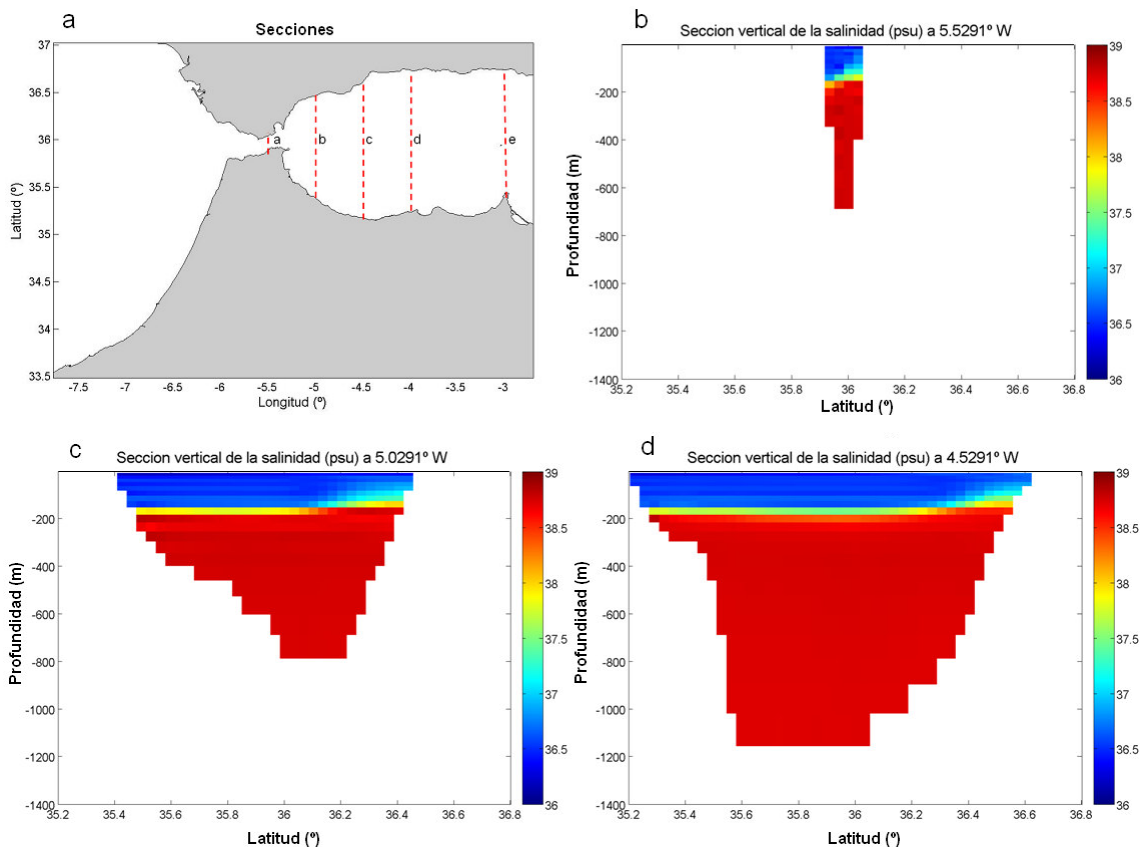 a
Secciones
37
36.5
36
35.5
35
34.5
34
33.5
Latitud (º)
a
b
c
d
e
-7.5 -7 -6.5 -6 -5.5 -5 -4.5 -4 -3.5 -3
Longitud (º)
b
Seccion vertical de la salinidad (psu) a 5.5291º W
-200
-400
-600
-800
-1000
-1200
-1400
Profundidad (m)
35.2 35.4 35.6 35.8 36 36.2 36.4 36.6 36.8
Latitud (º)
39
38.5
38
37.5
37
36.5
36
c
Seccion vertical de la salinidad (psu) a 5.0291º W
-200
-400
-600
-800
-1000
-1200
-1400
Profundidad (m)
35.2 35.4 35.6 35.8 36 36.2 36.4 36.6 36.8
Latitud (º)
39
38.5
38
37.5
37
36.5
36
d
Seccion vertical de la salinidad (psu) a 4.5291º W
-200
-400
-600
-800
-1000
-1200
-1400
Profundidad (m)
35.2 35.4 35.6 35.8 36 36.2 36.4 36.6 36.8
Latitud (º)
39
38.5
38
37.5
37
36.5
36